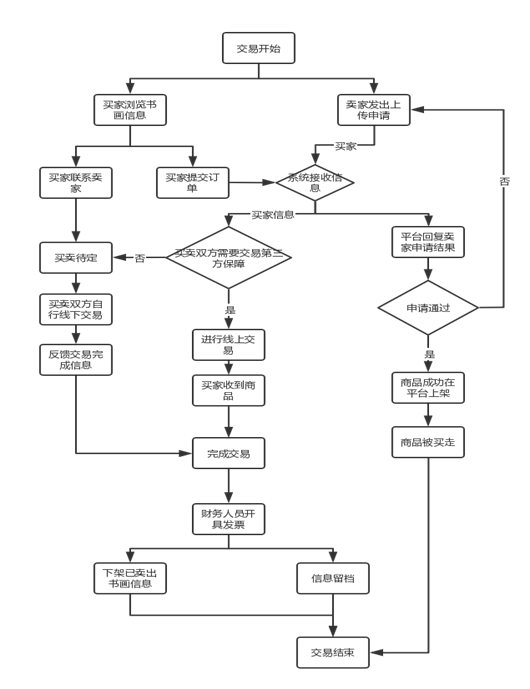 交易开始
买家浏览书
画信息
卖家发出上
传申请
买家
否
买家联系卖
家
买家提交订
单
系统接收信
息
买家信息
买卖待定
否
买卖双方需要交易第三
方保障
平台回复卖
家申请结果
买卖双方自
行线下交易
是
申请通过
反馈交易完
成信息
进行线上交
易
是
买家收到商
品
商品成功在
平台上架
完成交易
商品被买走
财务人员开
具发票
下架已卖出
书画信息
信息留档
交易结束